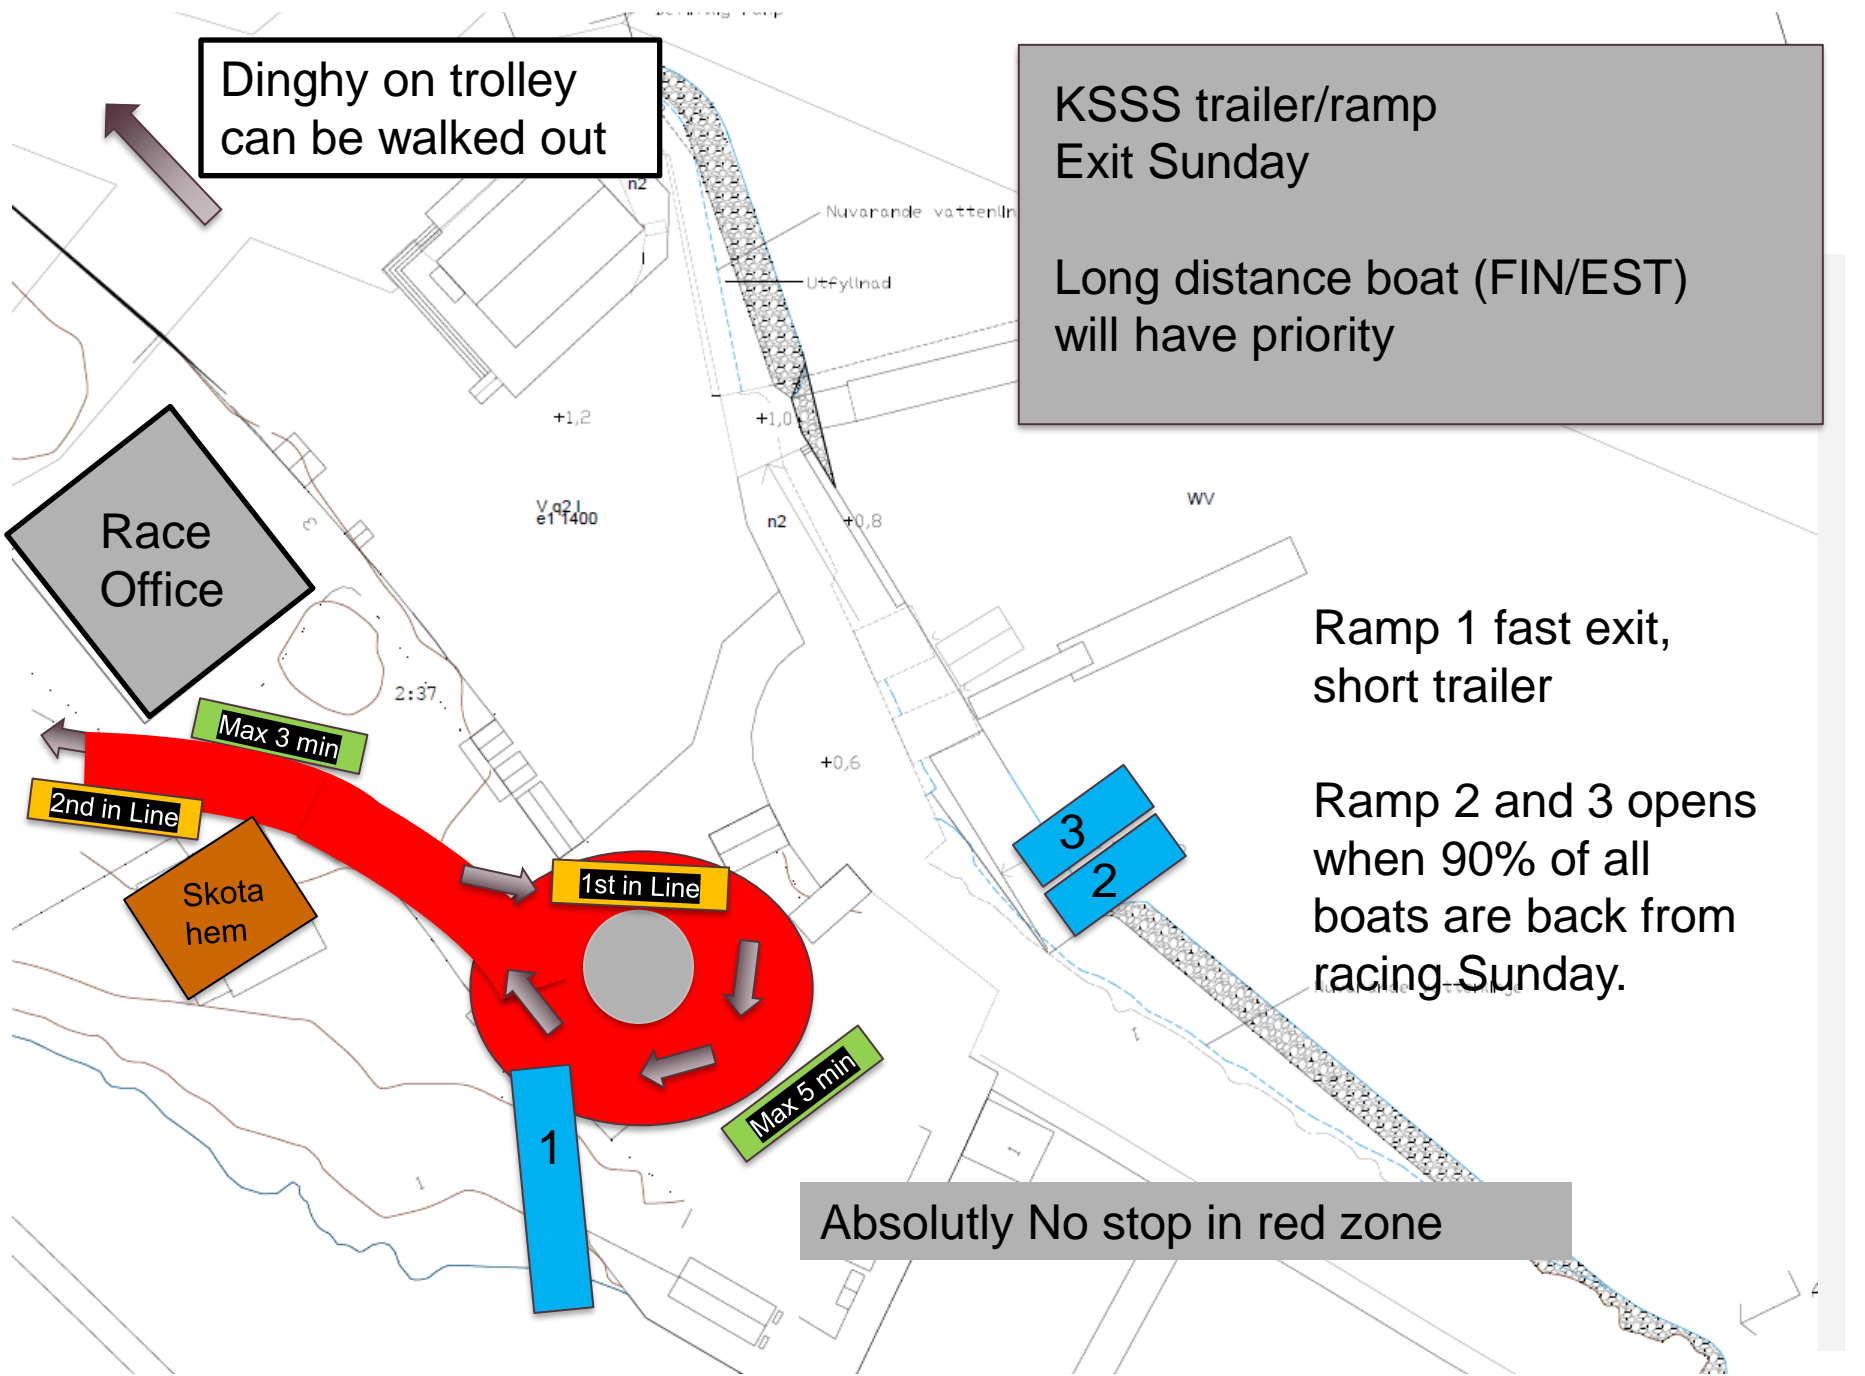 Dinghy on trolley
can be walked out
KSSS trailer/ramp
Exit Sunday
Long distance boat (FIN/EST)
will have priority
n2
Nuvarande vattenlin
Utfyllnad
+1,2
+1,0
e1 1400
n2
+0,8
WV
Race
Office
2:37
+0,6
Ramp 1 fast exit,
short trailer
Max 3 min
2nd in Line
1st in Line
Skota
hem
3
2
Ramp 2 and 3 opens
when 90% of all
boats are back from
racing Sunday.
Max 5 min
1
Absolutly No stop in red zone